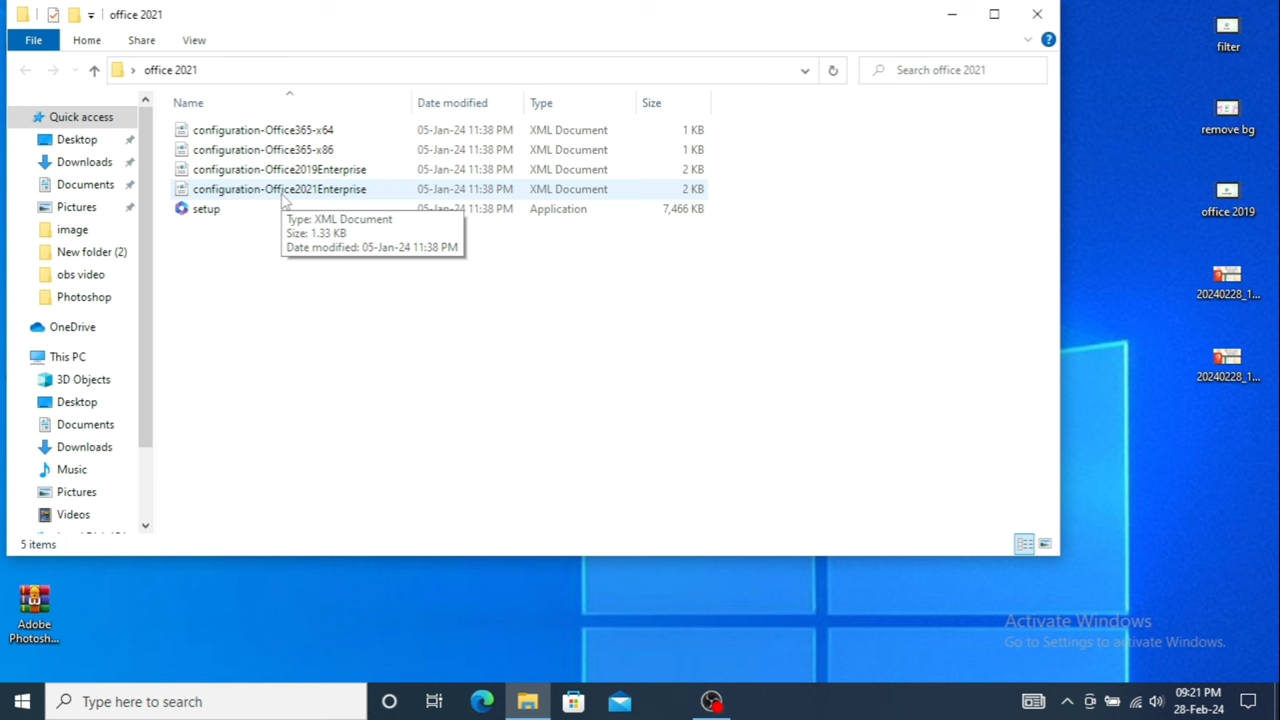 office 2021
File Home Share View
office 2021
Search office 2021
Name Date modified Type Size
configuration-Office365-x64 05-Jan-24 11:38 PM XML Document 1 KB
configuration-Office365-x86 05-Jan-24 11:38 PM XML Document 1 KB
configuration-Office2019Enterprise 05-Jan-24 11:38 PM XML Document 2 KB
configuration-Office2021Enterprise 05-Jan-24 11:38 PM XML Document 2 KB
setup 05-Jan-24 11:38 PM Application 7,466 KB
Type: XML Document
Size: 1.33 KB
Date modified: 05-Jan-24 11:38 PM
Quick access
Desktop
Downloads
Documents
Pictures
image
New folder (2)
obs video
Photoshop
OneDrive
This PC
3D Objects
Desktop
Documents
Downloads
Music
Pictures
Videos
5 items
filter
remove bg
office 2019
20240228_1...
20240228_1...
Adobe
Photosh...
Activate Windows
Go to Settings to activate Windows.
Type here to search
09:21 PM
28-Feb-24